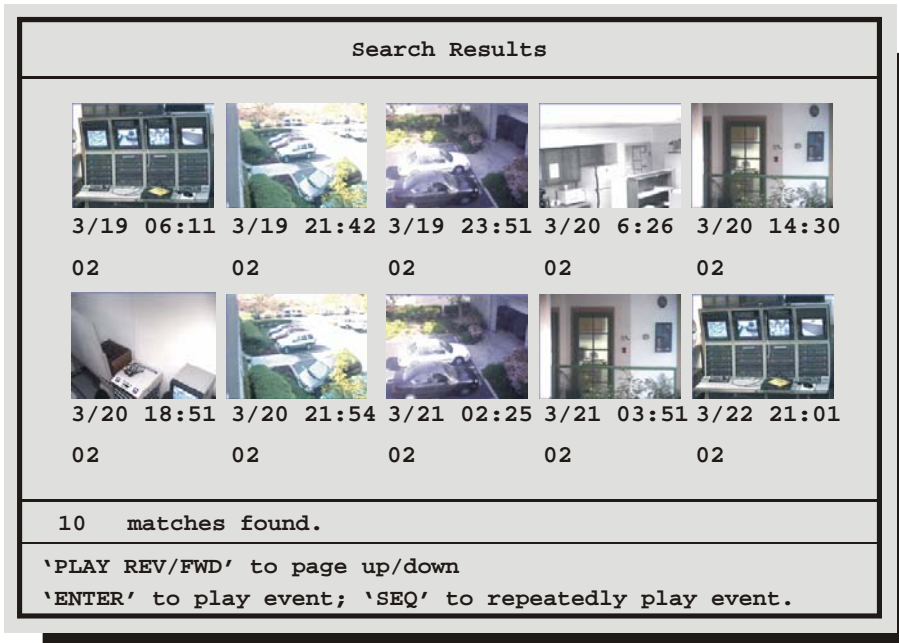 Search Results
3/19 06:11 3/19 21:42 3/19 23:51 3/20 6:26 3/20 14:30
02 02 02 02 02
3/20 18:51 3/20 21:54 3/21 02:25 3/21 03:51 3/22 21:01
02 02 02 02 02
10 matches found.
‘PLAY REV/FWD’ to page up/down
‘ENTER’ to play event; ‘SEQ’ to repeatedly play event.